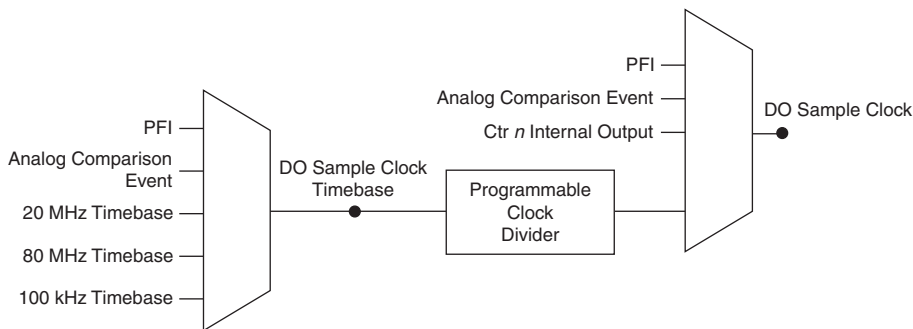 PFI
Analog Comparison Event
Ctr n Internal Output
DO Sample Clock
PFI
Analog Comparison
Event
20 MHz Timebase
80 MHz Timebase
100 kHz Timebase
DO Sample Clock
Timebase
Programmable
Clock
Divider